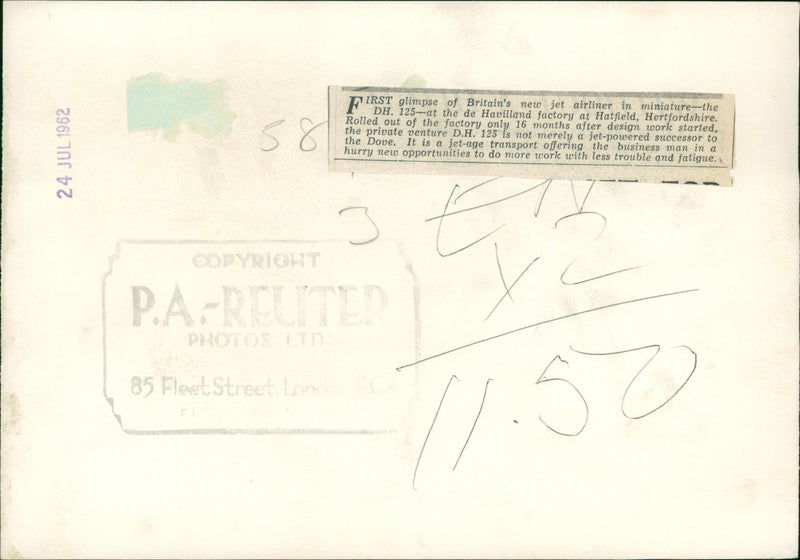 24 JUL 1962
58
FIRST glimpse of Britain's new jet airliner in miniature—the
DH. 125—at the de Havilland factory at Hatfield, Hertfordshire.
Rolled out of the factory only 16 months after design work started,
the private venture D.H. 125 is not merely a jet-powered successor to
the Dove. It is a jet-age transport offering the business man in a
hurry new opportunities to do more work with less trouble and fatigue.
3
EN
x2
11.50
COPYRIGHT
P.A.-REUTER
PHOTOS LTD.
85 Fleet Street London E.C.4